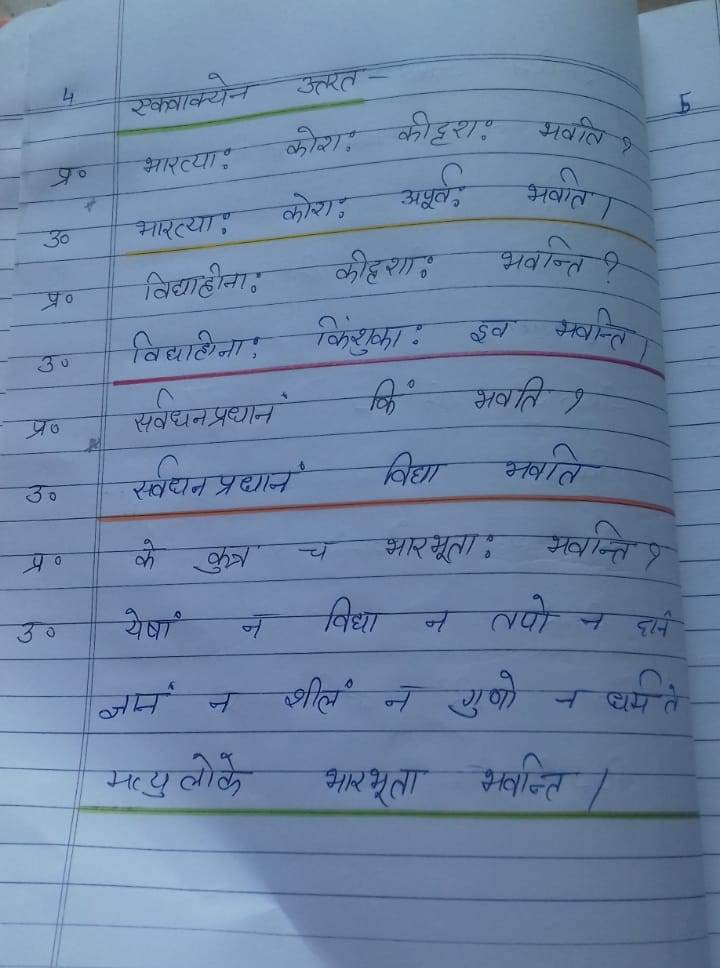 4
एकवाक्येन उत्तरत -
5
प्र० भारत्याः कोशः कीदृशः भवति ?
उ० भारत्याः कोशः अपूर्वः भवति ।
प्र० विद्याहीनाः कीदृशाः भवन्ति ?
उ० विद्याहीनाः किंशुकाः इव भवन्ति ।
प्र० सर्वधनप्रधानं किं भवति ?
उ० सर्वधनप्रधानं विद्या भवति
प्र० के कुत्र च भारभूताः भवन्ति ?
उ० येषां न विद्या न तपो न दानं
ज्ञानं न शीलं न गुणो न धर्म ते
मत्युलोके भारभूता भवन्ति ।